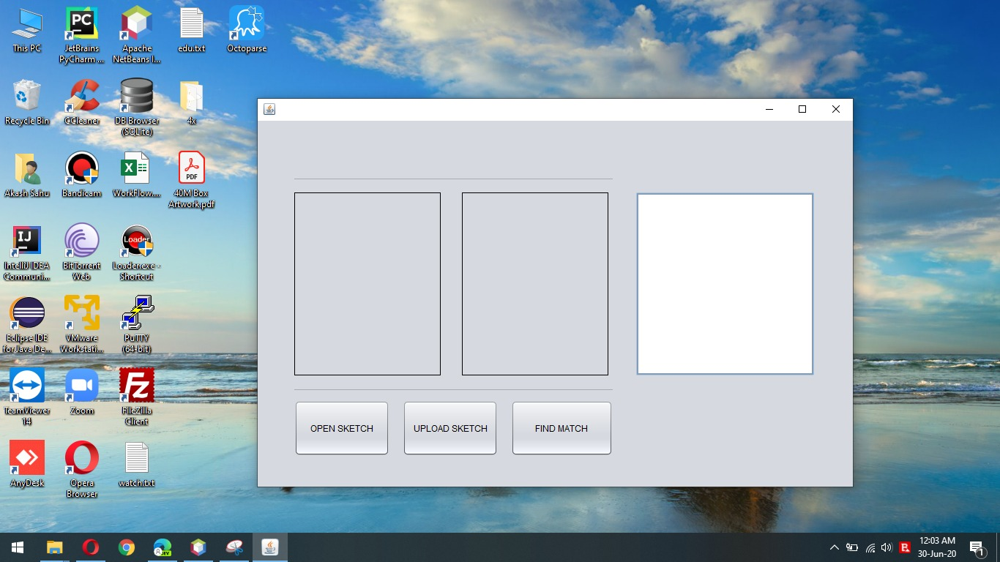 This PC
JetBrains
PyCharm ...
Apache
NetBeans I...
edu.txt
Octoparse
Recycle Bin
CCleaner
DB Browser
(SQLite)
4x
Akash Sahu
Bandicam
WorkFlow....
PDF
40M Box
Artwork.pdf
IntelliJ IDEA
Communi...
BitTorrent
Web
Loader
Loader.exe -
Shortcut
Eclipse IDE
for Java De...
VMware
Workstati...
PuTTY
(64-bit)
TeamViewer
14
Zoom
FileZilla
Client
AnyDesk
Opera
Browser
watch.txt
PC
IJ
X
Fz
OPEN SKETCH
UPLOAD SKETCH
FIND MATCH
JEY
12:03 AM
30-Jun-20
1